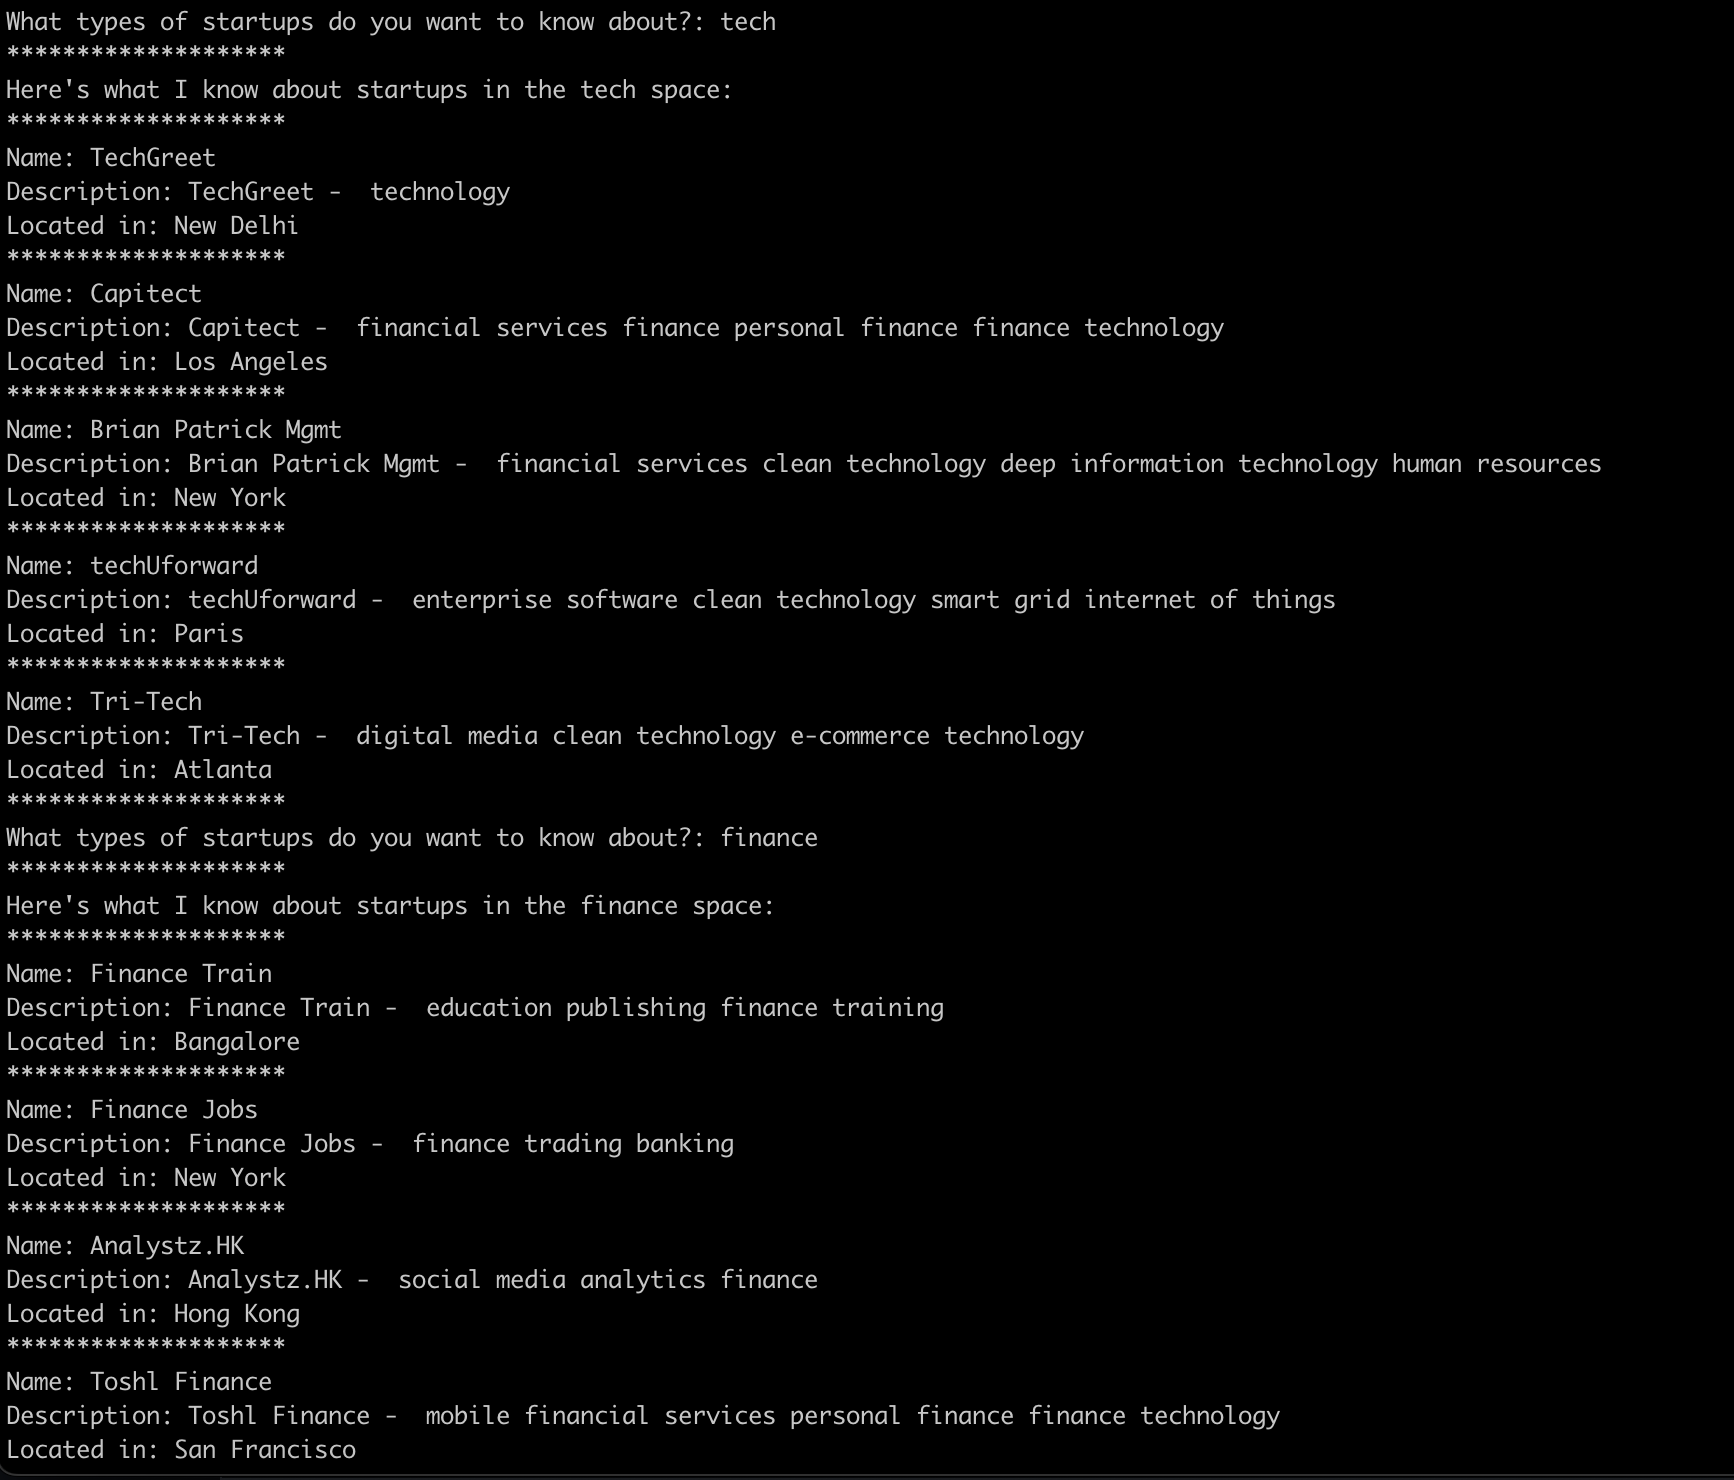 What types of startups do you want to know about?: tech
********************
Here's what I know about startups in the tech space:
********************
Name: TechGreet
Description: TechGreet -  technology
Located in: New Delhi
********************
Name: Capitect
Description: Capitect -  financial services finance personal finance finance technology
Located in: Los Angeles
********************
Name: Brian Patrick Mgmt
Description: Brian Patrick Mgmt -  financial services clean technology deep information technology human resources
Located in: New York
********************
Name: techUforward
Description: techUforward -  enterprise software clean technology smart grid internet of things
Located in: Paris
********************
Name: Tri-Tech
Description: Tri-Tech -  digital media clean technology e-commerce technology
Located in: Atlanta
********************
What types of startups do you want to know about?: finance
********************
Here's what I know about startups in the finance space:
********************
Name: Finance Train
Description: Finance Train -  education publishing finance training
Located in: Bangalore
********************
Name: Finance Jobs
Description: Finance Jobs -  finance trading banking
Located in: New York
********************
Name: Analystz.HK
Description: Analystz.HK -  social media analytics finance
Located in: Hong Kong
********************
Name: Toshl Finance
Description: Toshl Finance -  mobile financial services personal finance finance technology
Located in: San Francisco